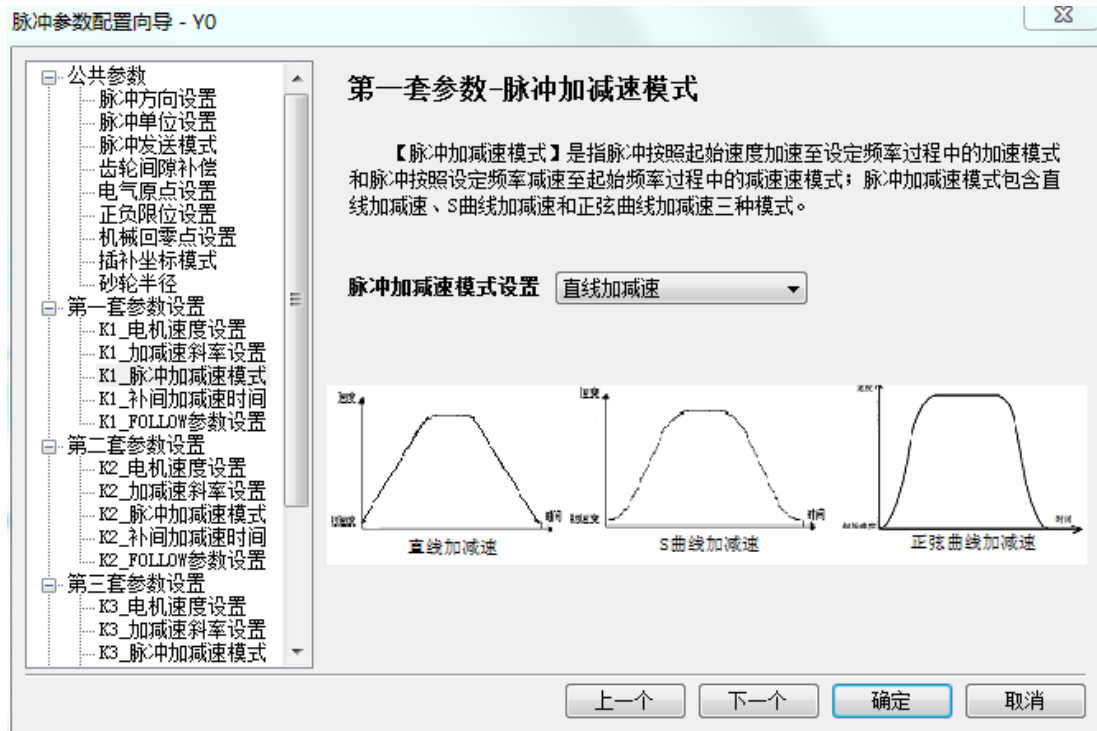 脉冲参数配置向导 - Y0
公共参数
脉冲方向设置
脉冲单位设置
脉冲发送模式
齿轮间隙补偿
电气原点设置
正负限位设置
机械回零点设置
插补坐标模式
砂轮半径
第一套参数设置
K1_电机速度设置
K1_加减速斜率设置
K1_脉冲加减速模式
K1_补间加减速时间
K1_FOLLOW参数设置
第二套参数设置
K2_电机速度设置
K2_加减速斜率设置
K2_脉冲加减速模式
K2_补间加减速时间
K2_FOLLOW参数设置
第三套参数设置
K3_电机速度设置
K3_加减速斜率设置
K3_脉冲加减速模式
第一套参数-脉冲加减速模式
【脉冲加减速模式】是指脉冲按照起始速度加速至设定频率过程中的加速模式
和脉冲按照设定频率减速至起始频率过程中的减速速模式；脉冲加减速模式包含直
线加减速、S曲线加减速和正弦曲线加减速三种模式。
脉冲加减速模式设置 直线加减速
速度
时间
直线加减速
速度
时间
S曲线加减速
速度
时间
正弦曲线加减速
上一个 下一个 确定 取消